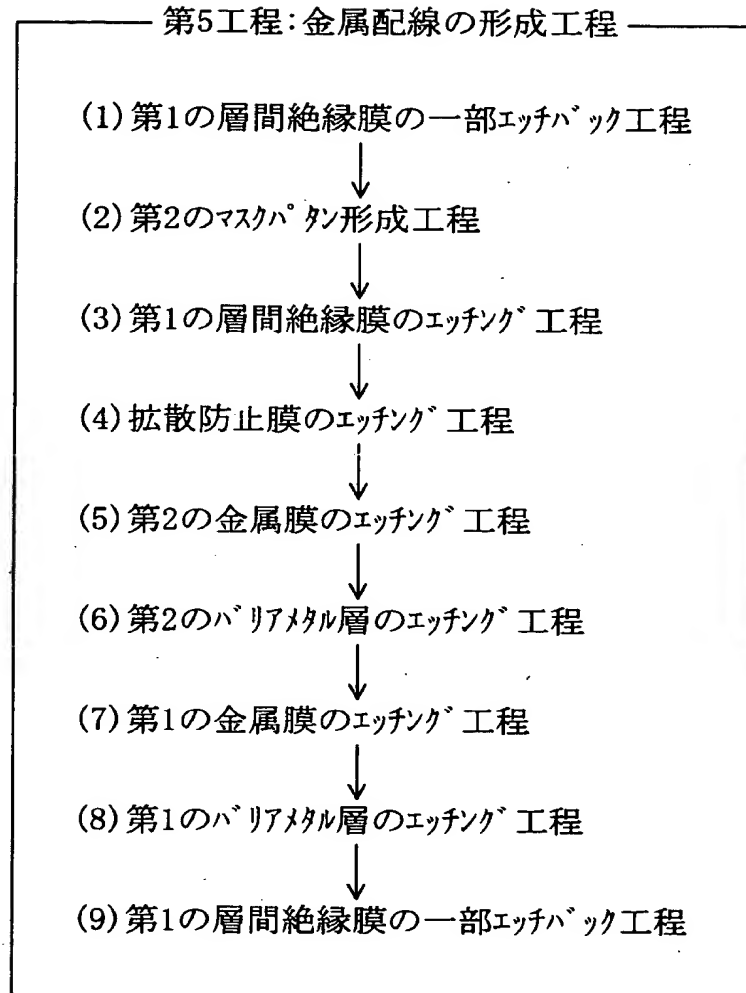 第5工程:金属配線の形成工程
(1)第1の層間絶縁膜の一部ｴｯﾁﾊﾞｯｸ工程
(2)第2のﾏｽｸﾊﾟﾀﾝ形成工程
(3)第1の層間絶縁膜のｴｯﾁﾝｸﾞ工程
(4)拡散防止膜のｴｯﾁﾝｸﾞ工程
(5)第2の金属膜のｴｯﾁﾝｸﾞ工程
(6)第2のﾊﾞﾘｱﾒﾀﾙ層のｴｯﾁﾝｸﾞ工程
(7)第1の金属膜のｴｯﾁﾝｸﾞ工程
(8)第1のﾊﾞﾘｱﾒﾀﾙ層のｴｯﾁﾝｸﾞ工程
(9)第1の層間絶縁膜の一部ｴｯﾁﾊﾞｯｸ工程